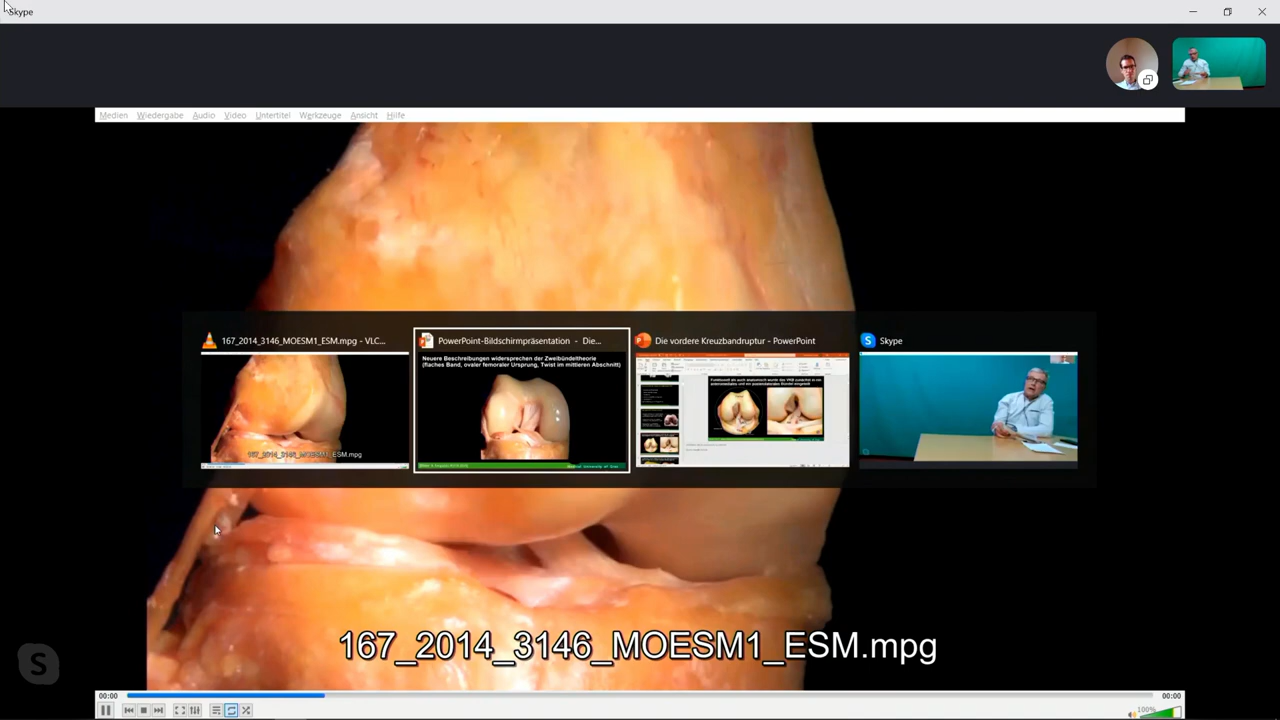 Skype
Medien Wiedergabe Audio Video Untertitel Werkzeuge Ansicht Hilfe
167_2014_3146_MOESM1_ESM.mpg - VLC...
PowerPoint-Bildschirmpräsentation - Die...
Die vordere Kreuzbandruptur - PowerPoint
Skype
Neuere Beschreibungen widersprechen der Zweibündeltheorie
(flaches Band, ovaler femoraler Ursprung, Twist im mittleren Abschnitt)
167_2014_3146_MOESM1_ESM.mpg
167_2014_3146_MOESM1_ESM.mpg
S
00:00
00:00
100%